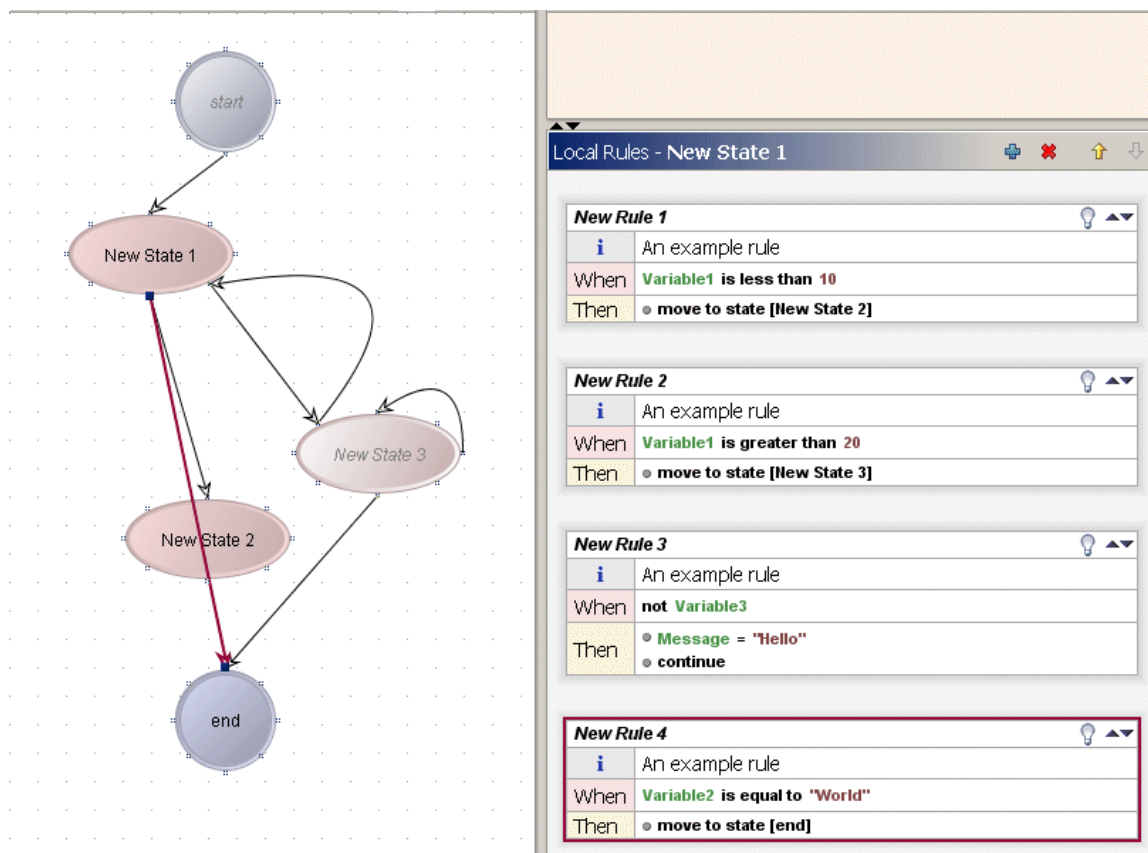 start
New State 1
New State 3
New State 2
end
Local Rules - New State 1
New Rule 1
i An example rule
When Variable1 is less than 10
Then move to state [New State 2]
New Rule 2
i An example rule
When Variable1 is greater than 20
Then move to state [New State 3]
New Rule 3
i An example rule
When not Variable3
Then Message = "Hello"
continue
New Rule 4
i An example rule
When Variable2 is equal to "World"
Then move to state [end]